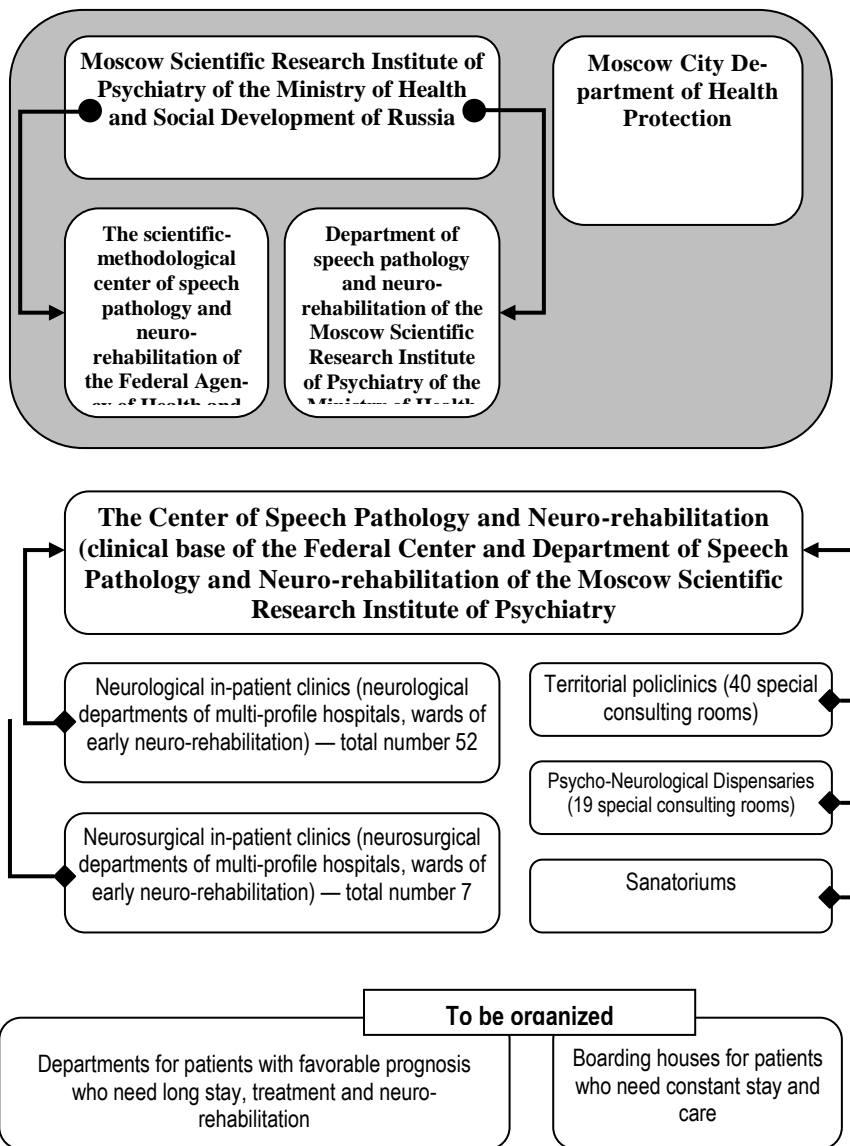 Moscow Scientific Research Institute of
Psychiatry of the Ministry of Health
and Social Development of Russia
Moscow City De-
partment of Health
Protection
The scientific-
methodological
center of speech
pathology and
neuro-
rehabilitation of
the Federal Agen-
cy of Health and
Department of
speech pathology
and neuro-
rehabilitation of the
Moscow Scientific
Research Institute
of Psychiatry of the
Ministry of Health
The Center of Speech Pathology and Neuro-rehabilitation
(clinical base of the Federal Center and Department of Speech
Pathology and Neuro-rehabilitation of the Moscow Scientific
Research Institute of Psychiatry
Neurological in-patient clinics (neurological
departments of multi-profile hospitals, wards of
early neuro-rehabilitation) — total number 52
Territorial policlinics (40 special
consulting rooms)
Psycho-Neurological Dispensaries
(19 special consulting rooms)
Neurosurgical in-patient clinics (neurosurgical
departments of multi-profile hospitals, wards of
early neuro-rehabilitation) — total number 7
Sanatoriums
To be organized
Departments for patients with favorable prognosis
who need long stay, treatment and neuro-
rehabilitation
Boarding houses for patients
who need constant stay and
care